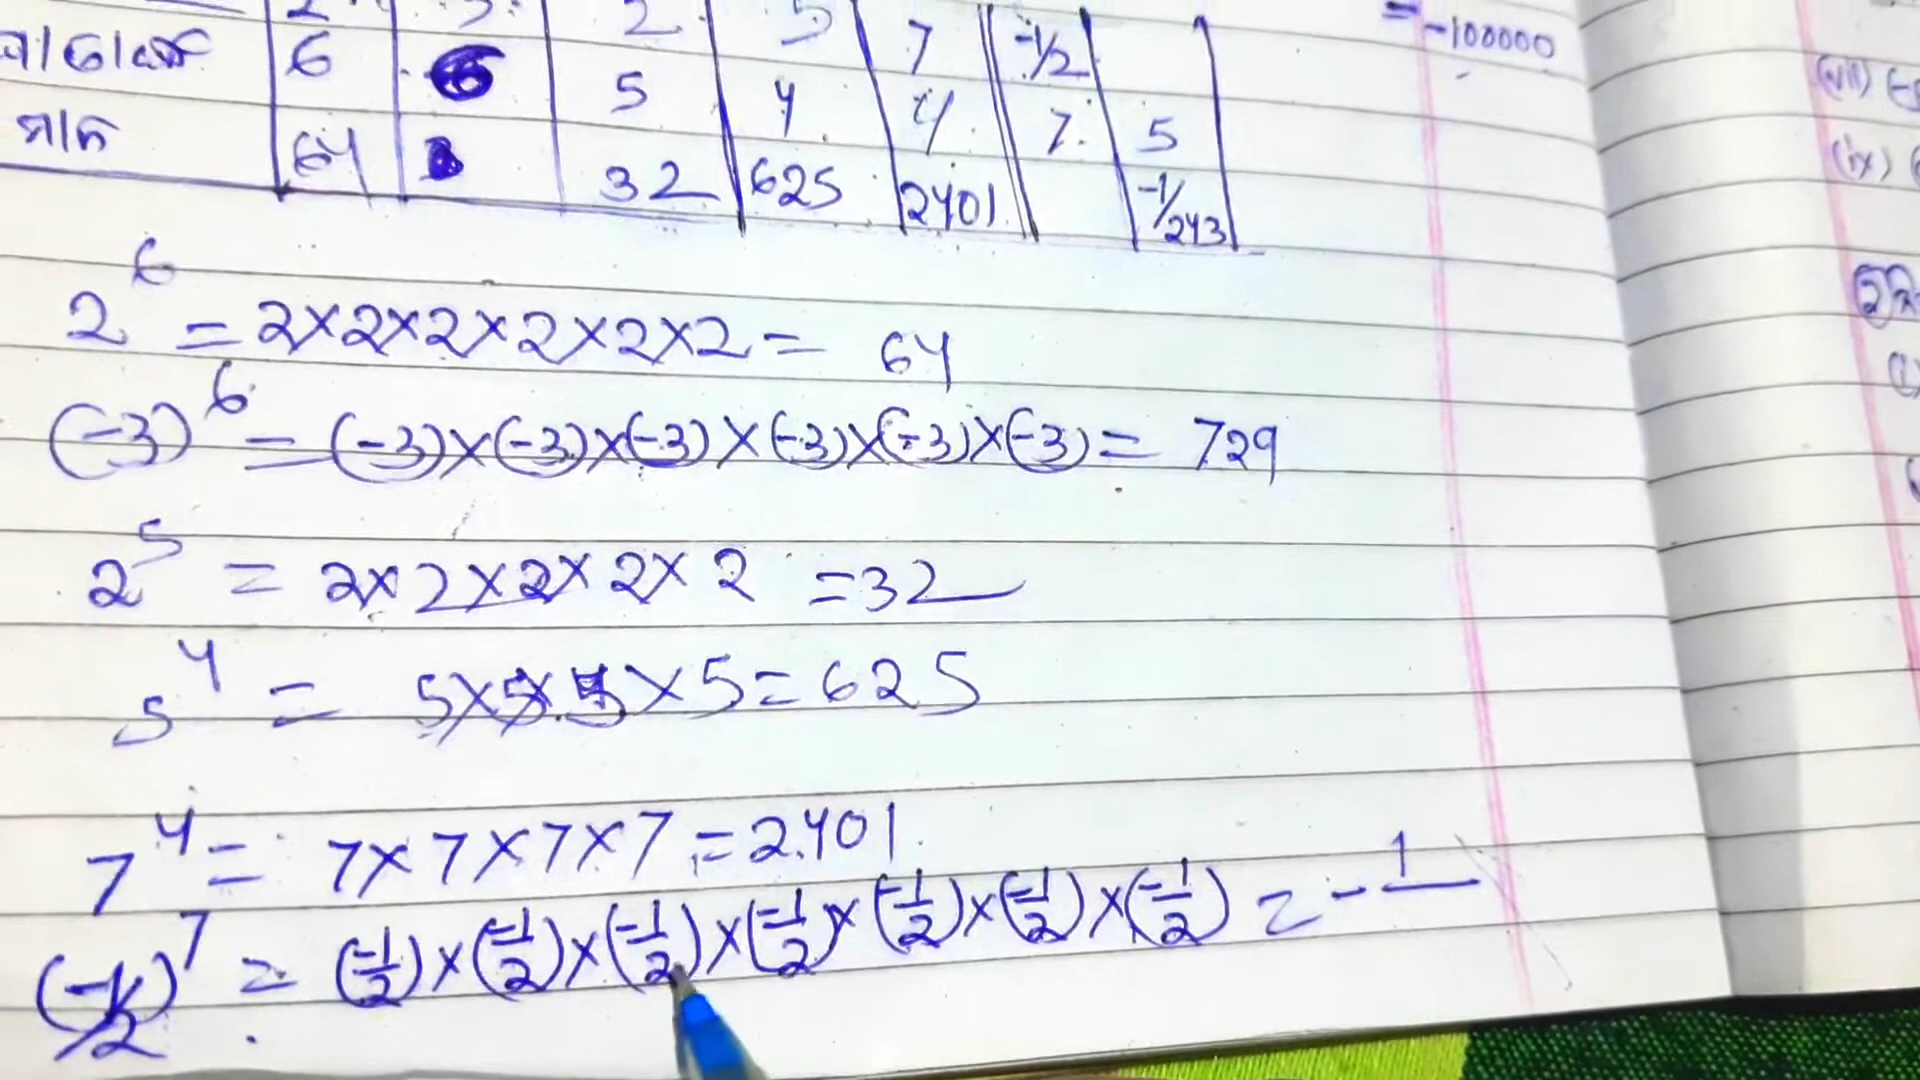 2 2 5 7 -1/2
6 6 5 4 4 7 5
ମାନ 64 32 625 2401 -1/243
= -100000
(viii)
(ix)
2^6 = 2×2×2×2×2×2 = 64
(-3)^6 = (-3)×(-3)×(-3)×(-3)×(-3)×(-3) = 729
2^5 = 2×2×2×2×2 =32
5^4 = 5×5×5×5=625
7^4 = 7×7×7×7 =2401
(-1/2)^7 = (-1/2)×(-1/2)×(-1/2)×(-1/2)×(-1/2)×(-1/2)×(-1/2) = -1